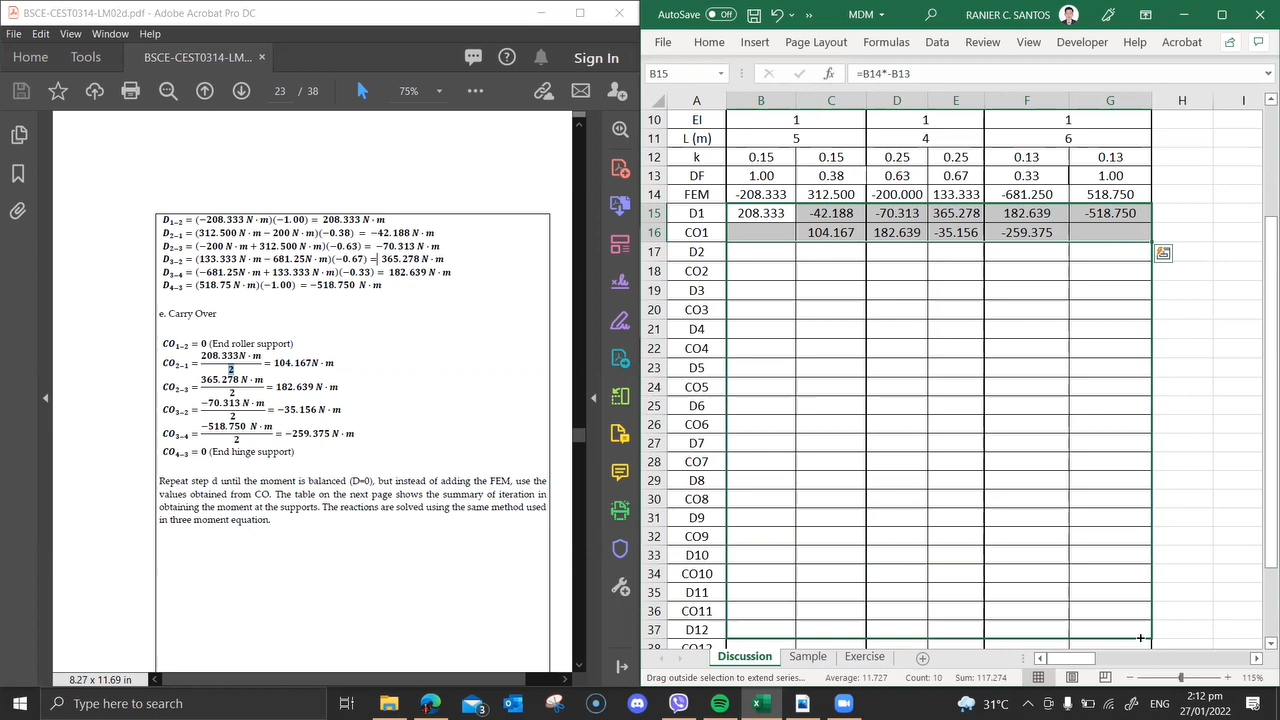 BSCE-CEST0314-LM02d.pdf - Adobe Acrobat Pro DC
File Edit View Window Help
Home Tools BSCE-CEST0314-LM... × Sign In
23 / 38 75%
D₁₋₂ = (−208.333 N·m)(−1.00) = 208.333 N·m
D₂₋₁ = (312.500 N·m − 200 N·m)(−0.38) = −42.188 N·m
D₂₋₃ = (−200 N·m + 312.500 N·m)(−0.63) = −70.313 N·m
D₃₋₂ = (133.333 N·m − 681.25N·m)(−0.67) = 365.278 N·m
D₃₋₄ = (−681.25N·m + 133.333 N·m)(−0.33) = 182.639 N·m
D₄₋₃ = (518.75 N·m)(−1.00) = −518.750 N·m
e. Carry Over
CO₁₋₂ = 0 (End roller support)
CO₂₋₁ = 208.333N·m / 2 = 104.167N·m
CO₂₋₃ = 365.278 N·m / 2 = 182.639 N·m
CO₃₋₂ = −70.313 N·m / 2 = −35.156 N·m
CO₃₋₄ = −518.750 N·m / 2 = −259.375 N·m
CO₄₋₃ = 0 (End hinge support)
Repeat step d until the moment is balanced (D=0), but instead of adding the FEM, use the
values obtained from CO. The table on the next page shows the summary of iteration in
obtaining the moment at the supports. The reactions are solved using the same method used
in three moment equation.
8.27 x 11.69 in
AutoSave Off MDM RANIER C. SANTOS
File Home Insert Page Layout Formulas Data Review View Developer Help Acrobat
B15 fx =B14*-B13
A B C D E F G H I
10 EI 1 1 1
11 L (m) 5 4 6
12 k 0.15 0.15 0.25 0.25 0.13 0.13
13 DF 1.00 0.38 0.63 0.67 0.33 1.00
14 FEM -208.333 312.500 -200.000 133.333 -681.250 518.750
15 D1 208.333 -42.188 -70.313 365.278 182.639 -518.750
16 CO1 104.167 182.639 -35.156 -259.375
17 D2
18 CO2
19 D3
20 CO3
21 D4
22 CO4
23 D5
24 CO5
25 D6
26 CO6
27 D7
28 CO7
29 D8
30 CO8
31 D9
32 CO9
33 D10
34 CO10
35 D11
36 CO11
37 D12
38 CO12
Discussion Sample Exercise
Drag outside selection to extend series... Average: 11.727 Count: 10 Sum: 117.274 115%
Type here to search 3 31°C ENG 2:12 pm
27/01/2022